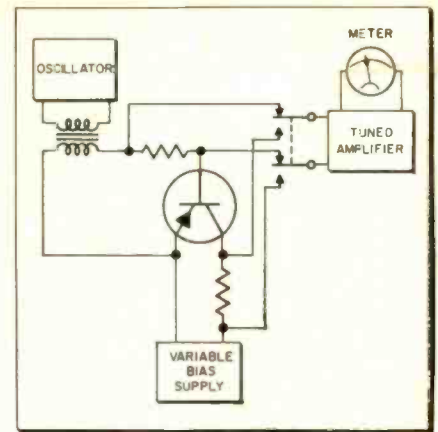 METER
OSCILLATOR
TUNED
AMPLIFIER
VARIABLE
BIAS
SUPPLY